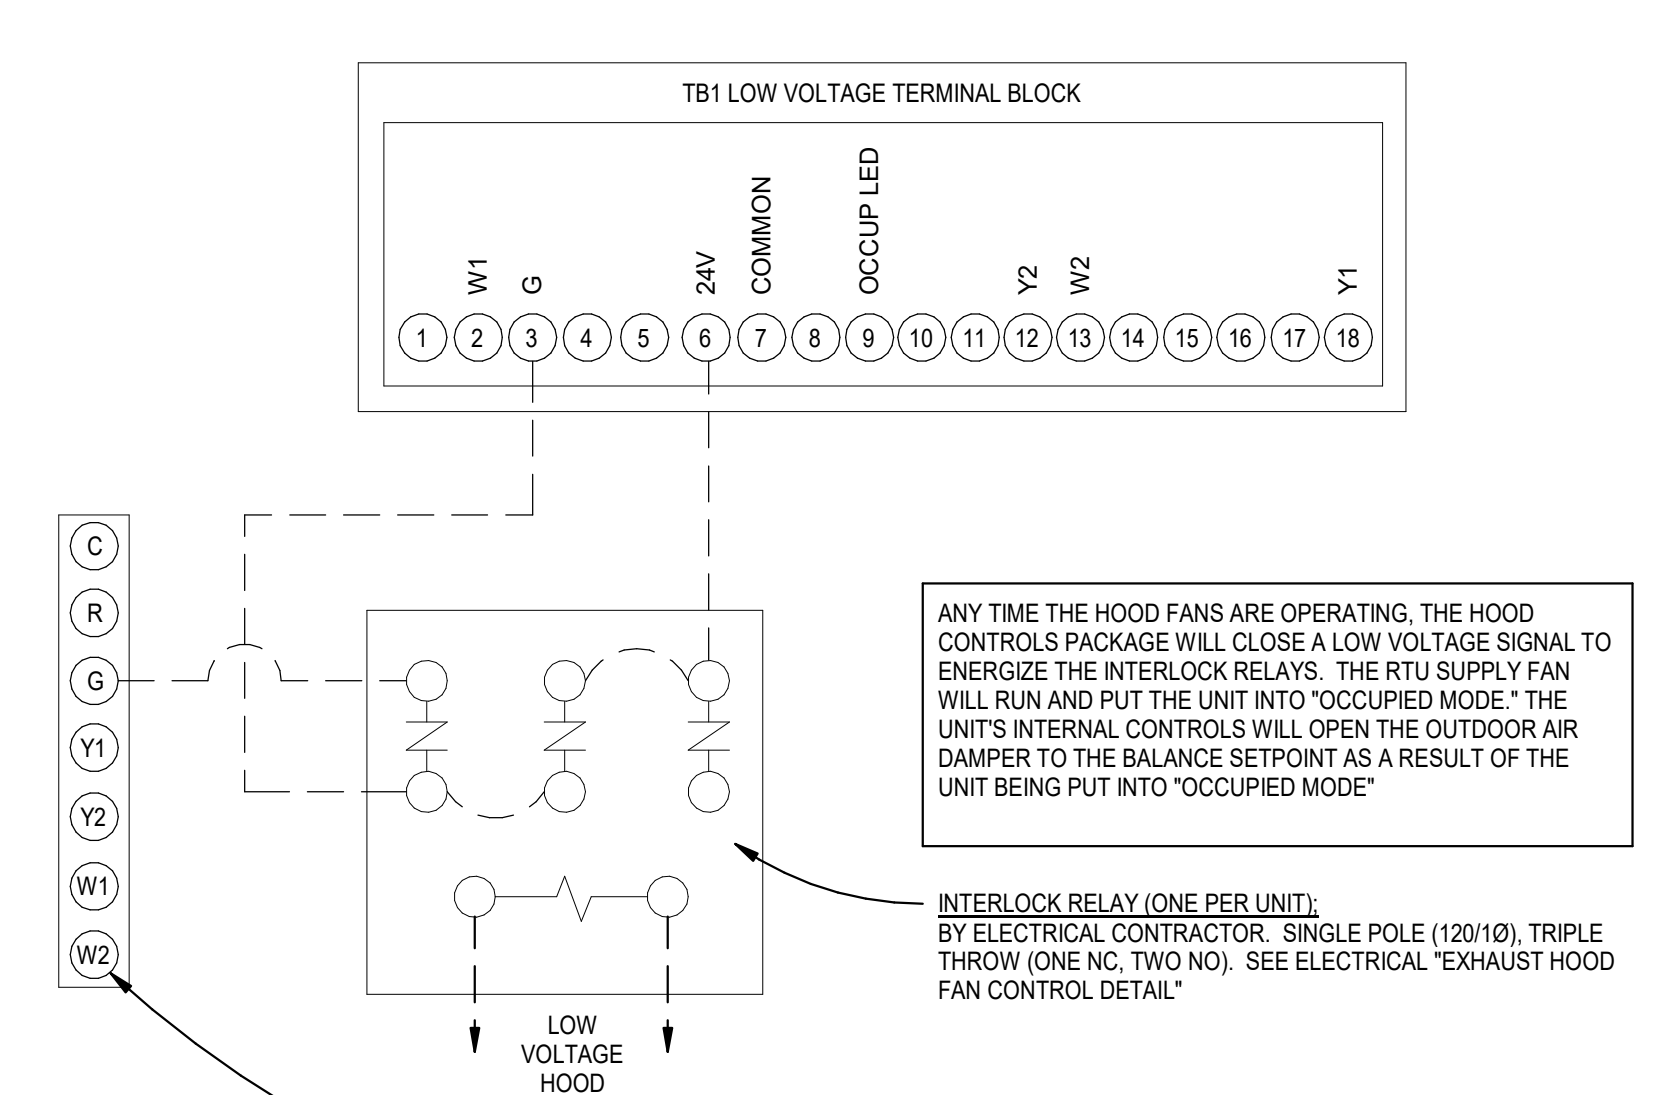 TB1 LOW VOLTAGE TERMINAL BLOCK
W1
G
24V
COMMON
OCCUP LED
Y2
W2
Y1
1 2 3 4 5 6 7 8 9 10 11 12 13 14 15 16 17 18
C
R
G
Y1
Y2
W1
W2
ANY TIME THE HOOD FANS ARE OPERATING, THE HOOD
CONTROLS PACKAGE WILL CLOSE A LOW VOLTAGE SIGNAL TO
ENERGIZE THE INTERLOCK RELAYS. THE RTU SUPPLY FAN
WILL RUN AND PUT THE UNIT INTO "OCCUPIED MODE." THE
UNIT'S INTERNAL CONTROLS WILL OPEN THE OUTDOOR AIR
DAMPER TO THE BALANCE SETPOINT AS A RESULT OF THE
UNIT BEING PUT INTO "OCCUPIED MODE"
INTERLOCK RELAY (ONE PER UNIT);
BY ELECTRICAL CONTRACTOR. SINGLE POLE (120/1Ø), TRIPLE
THROW (ONE NC, TWO NO). SEE ELECTRICAL "EXHAUST HOOD
FAN CONTROL DETAIL"
LOW
VOLTAGE
HOOD